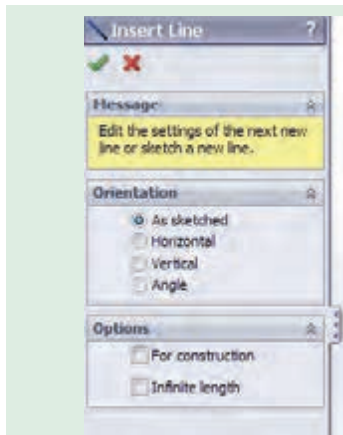 Insert Line ?
Message
Edit the settings of the next new
line or sketch a new line.
Orientation
As sketched
Horizontal
Vertical
Angle
Options
For construction
Infinite length